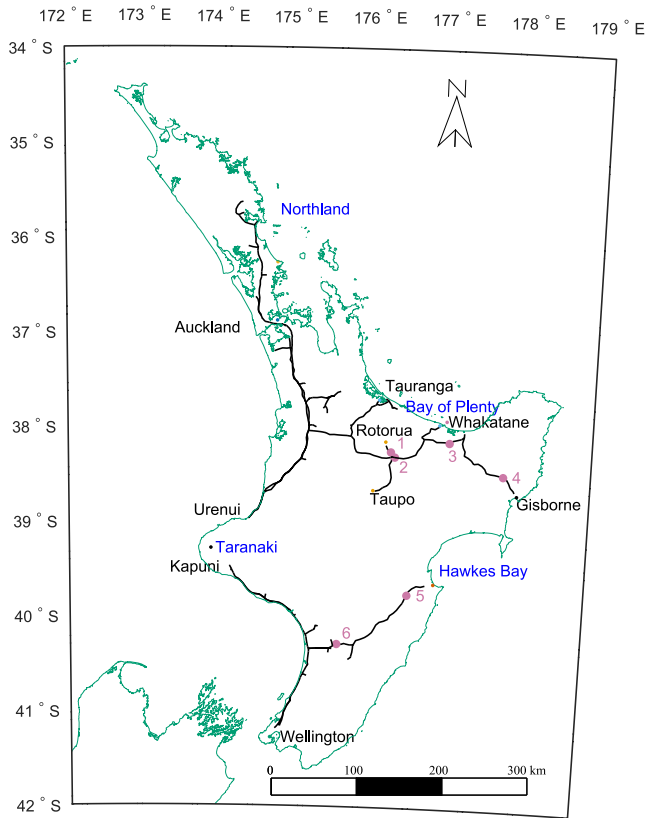 172 ° E 173 ° E 174 ° E 175 ° E 176 ° E 177 ° E 178 ° E 179 ° E
34 ° S
N
35 ° S
Northland
36 ° S
Auckland
37 ° S
Tauranga
Bay of Plenty
38 ° S
Whakatane
Rotorua
1
2
3
4
Taupo
Gisborne
Urenui
39 ° S
Taranaki
Kapuni
Hawkes Bay
5
40 ° S
6
41 ° S
Wellington
0 100 200 300 km
42 ° S